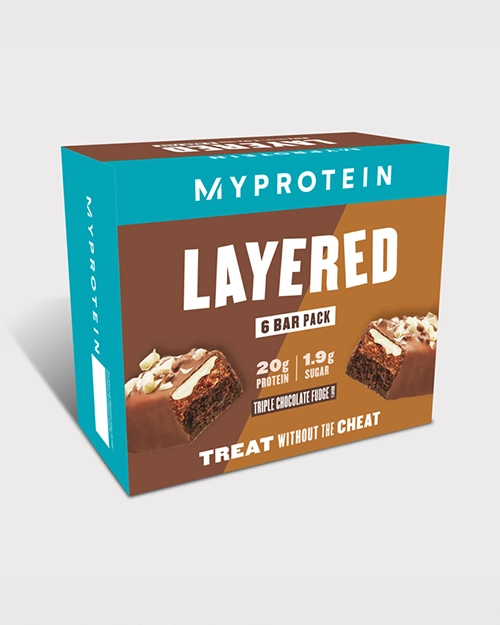 LAYERED
MYPROTEIN
MYPROTEIN
MYPROTEIN
LAYERED
6 BAR PACK
20g PROTEIN
1.9g SUGAR
TRIPLE CHOCOLATE FUDGE
TREAT WITHOUT THE CHEAT